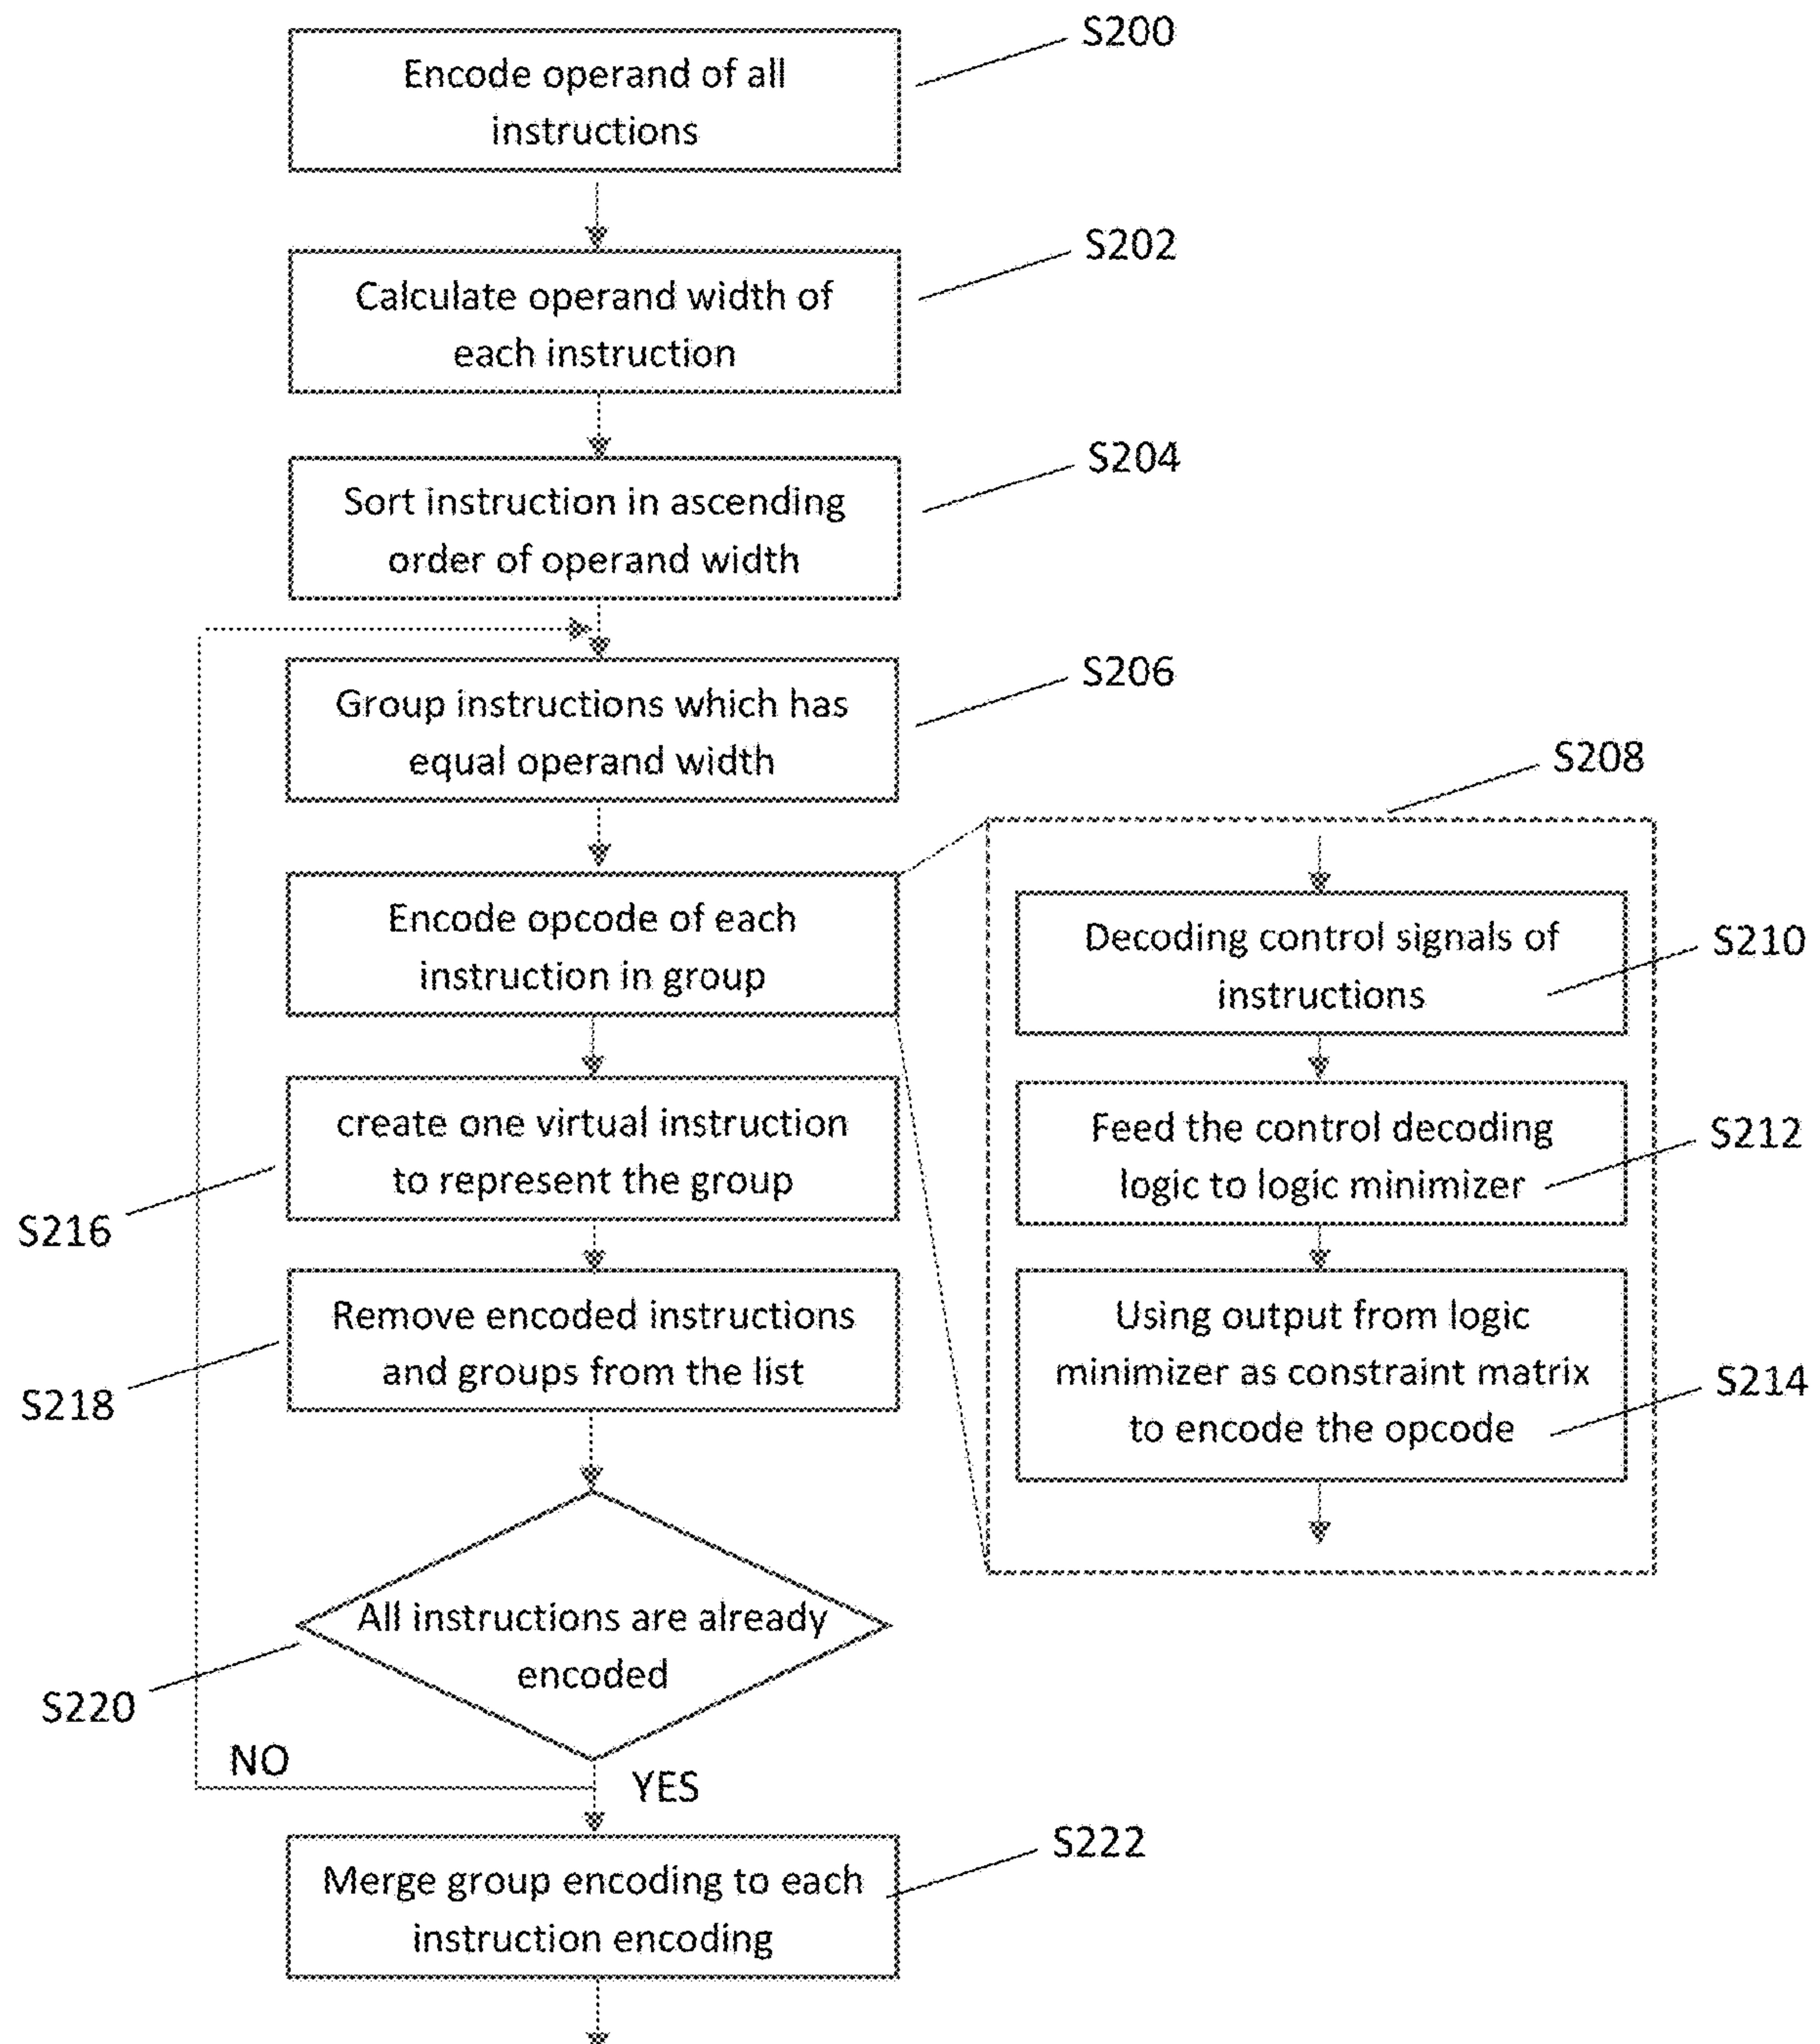 Encode operand of all
instructions
S200
Calculate operand width of
each instruction
S202
Sort instruction in ascending
order of operand width
S204
Group instructions which has
equal operand width
S206
Encode opcode of each
instruction in group
S208
Decoding control signals of
instructions
S210
Feed the control decoding
logic to logic minimizer
S212
Using output from logic
minimizer as constraint matrix
to encode the opcode
S214
create one virtual instruction
to represent the group
S216
Remove encoded instructions
and groups from the list
S218
All instructions are already
encoded
S220
NO
YES
Merge group encoding to each
instruction encoding
S222